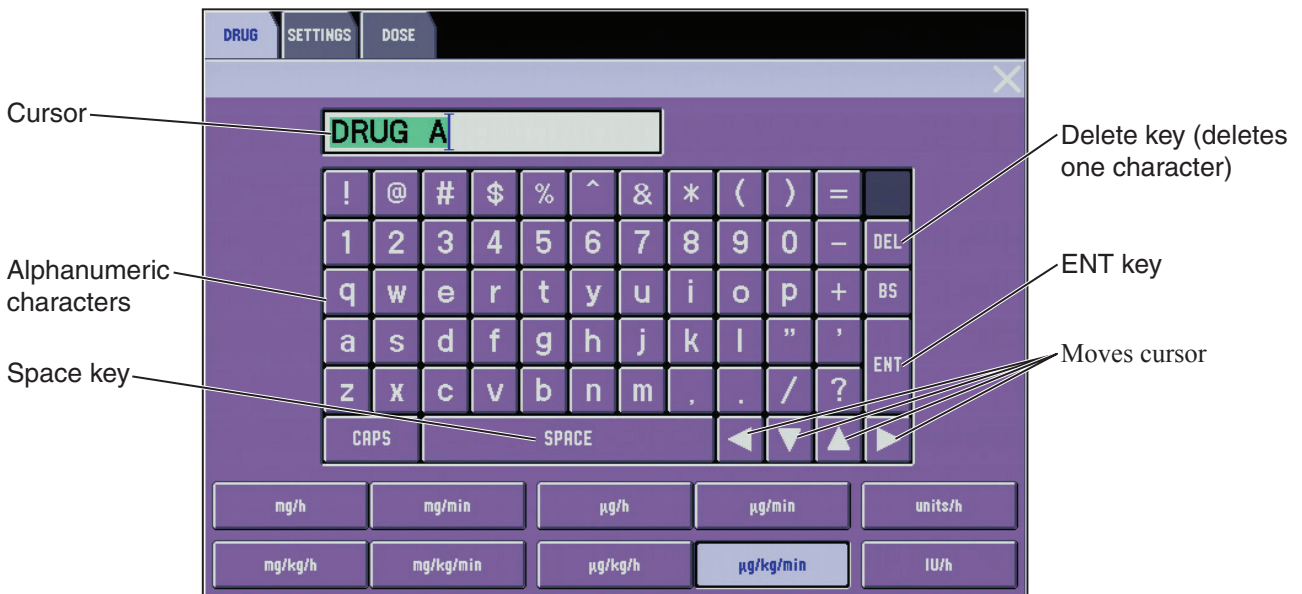 DRUG SETTINGS DOSE
Cursor
DRUG A
Delete key (deletes
one character)
! @ # $ % ^ & * ( ) =
1 2 3 4 5 6 7 8 9 0 − DEL
Alphanumeric
characters
q w e r t y u i o p + BS
ENT key
a s d f g h j k l ” ’
ENT
Moves cursor
Space key
z x c v b n m , . / ?
CAPS SPACE
mg/h mg/min µg/h µg/min units/h
mg/kg/h mg/kg/min µg/kg/h µg/kg/min IU/h